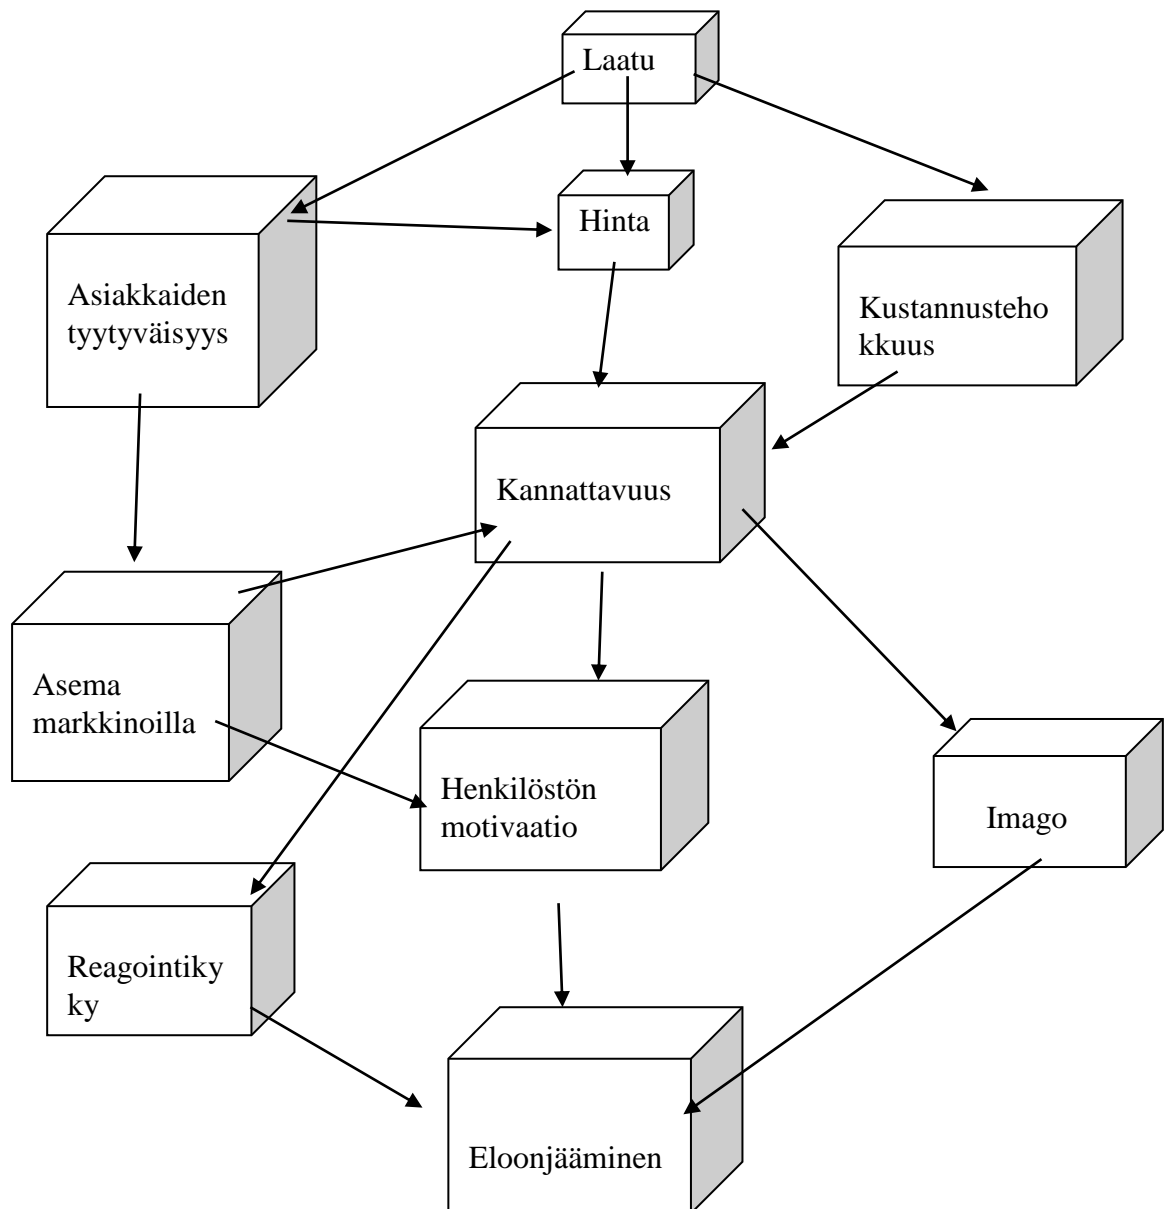 Laatu
Hinta
Asiakkaiden
tyytyväisyys
Kustannusteho
kkuus
Kannattavuus
Asema
markkinoilla
Henkilöstön
motivaatio
Imago
Reagointiky
ky
Eloonjääminen